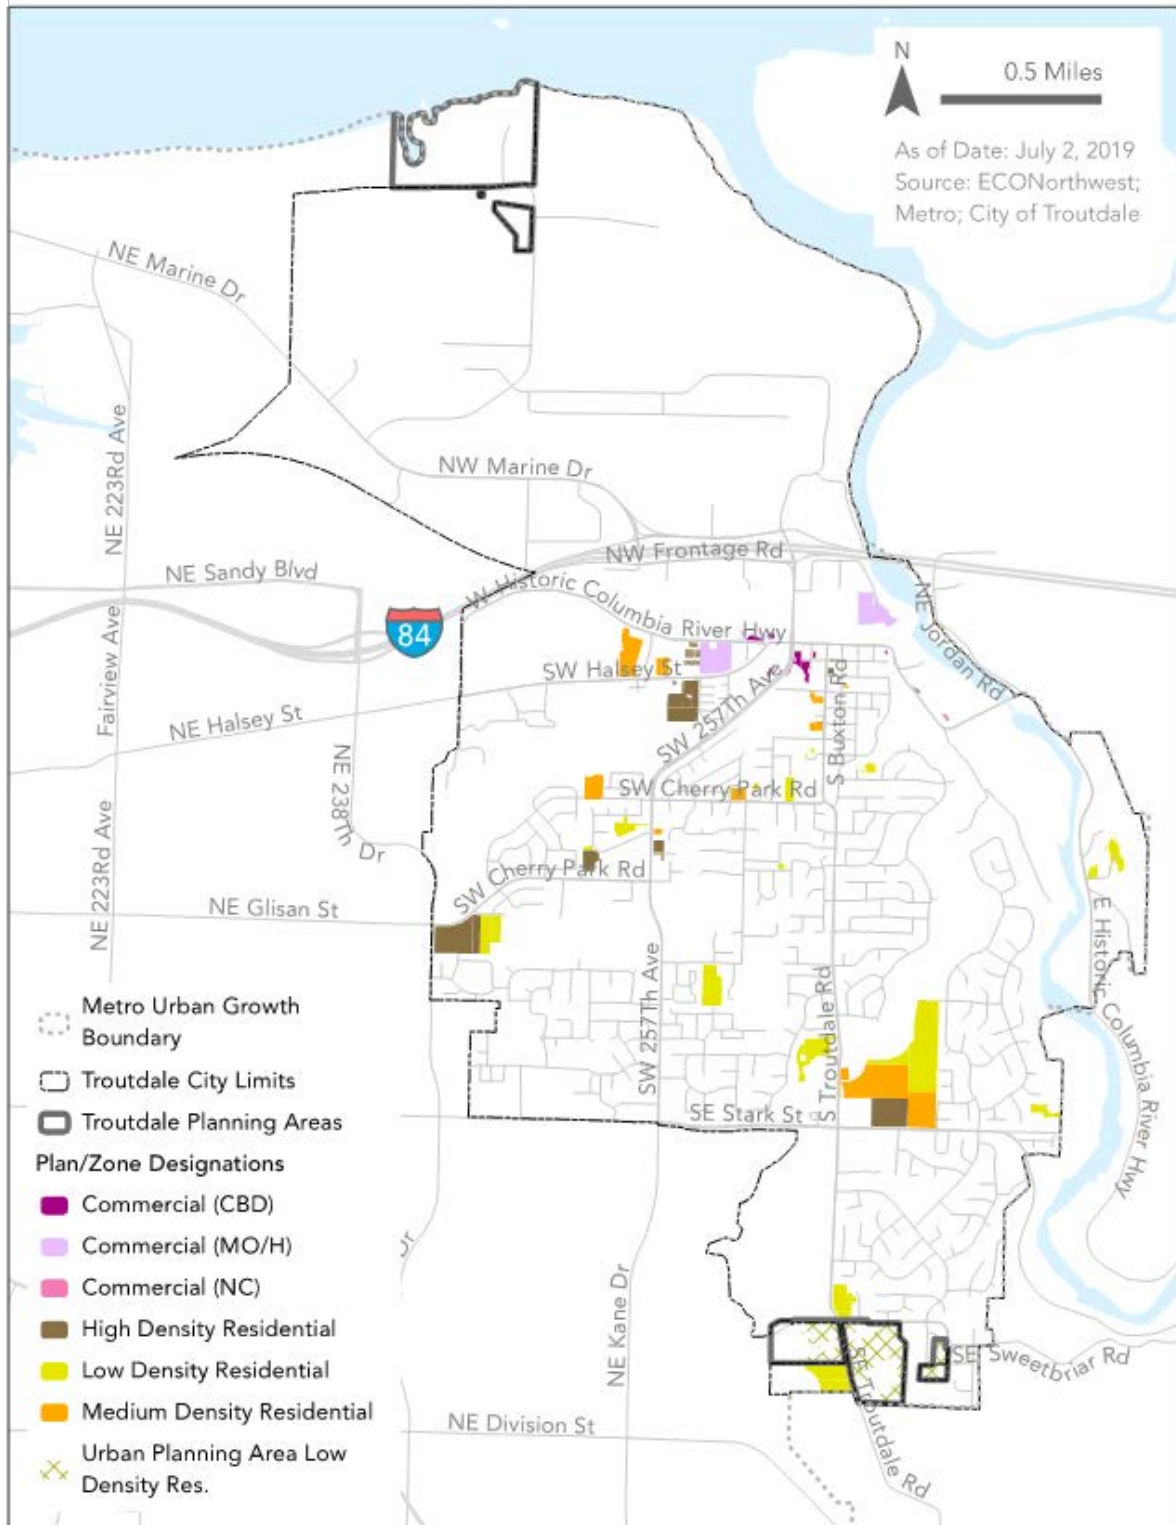 N
0.5 Miles
As of Date: July 2, 2019
Source: ECONorthwest;
Metro; City of Troutdale
NE Marine Dr
NE 223Rd Ave
NW Marine Dr
NW Frontage Rd
NE Sandy Blvd
W Historic Columbia River Hwy
84
NE Jordan Rd
Fairview Ave
SW Halsey St
NE Halsey St
SW 257Th Ave
S Buxton Rd
NE 238Th Dr
SW Cherry Park Rd
NE 223Rd Ave
SW Cherry Park Rd
NE Glisan St
E Historic Columbia River Hwy
SW 257Th Ave
S Troutdale Rd
SE Stark St
Metro Urban Growth
Boundary
Troutdale City Limits
Troutdale Planning Areas
Plan/Zone Designations
Commercial (CBD)
Commercial (MO/H)
Commercial (NC)
High Density Residential
Low Density Residential
Medium Density Residential
Urban Planning Area Low
Density Res.
Dr
NE Kane Dr
SE Sweetbriar Rd
SE Troutdale Rd
NE Division St